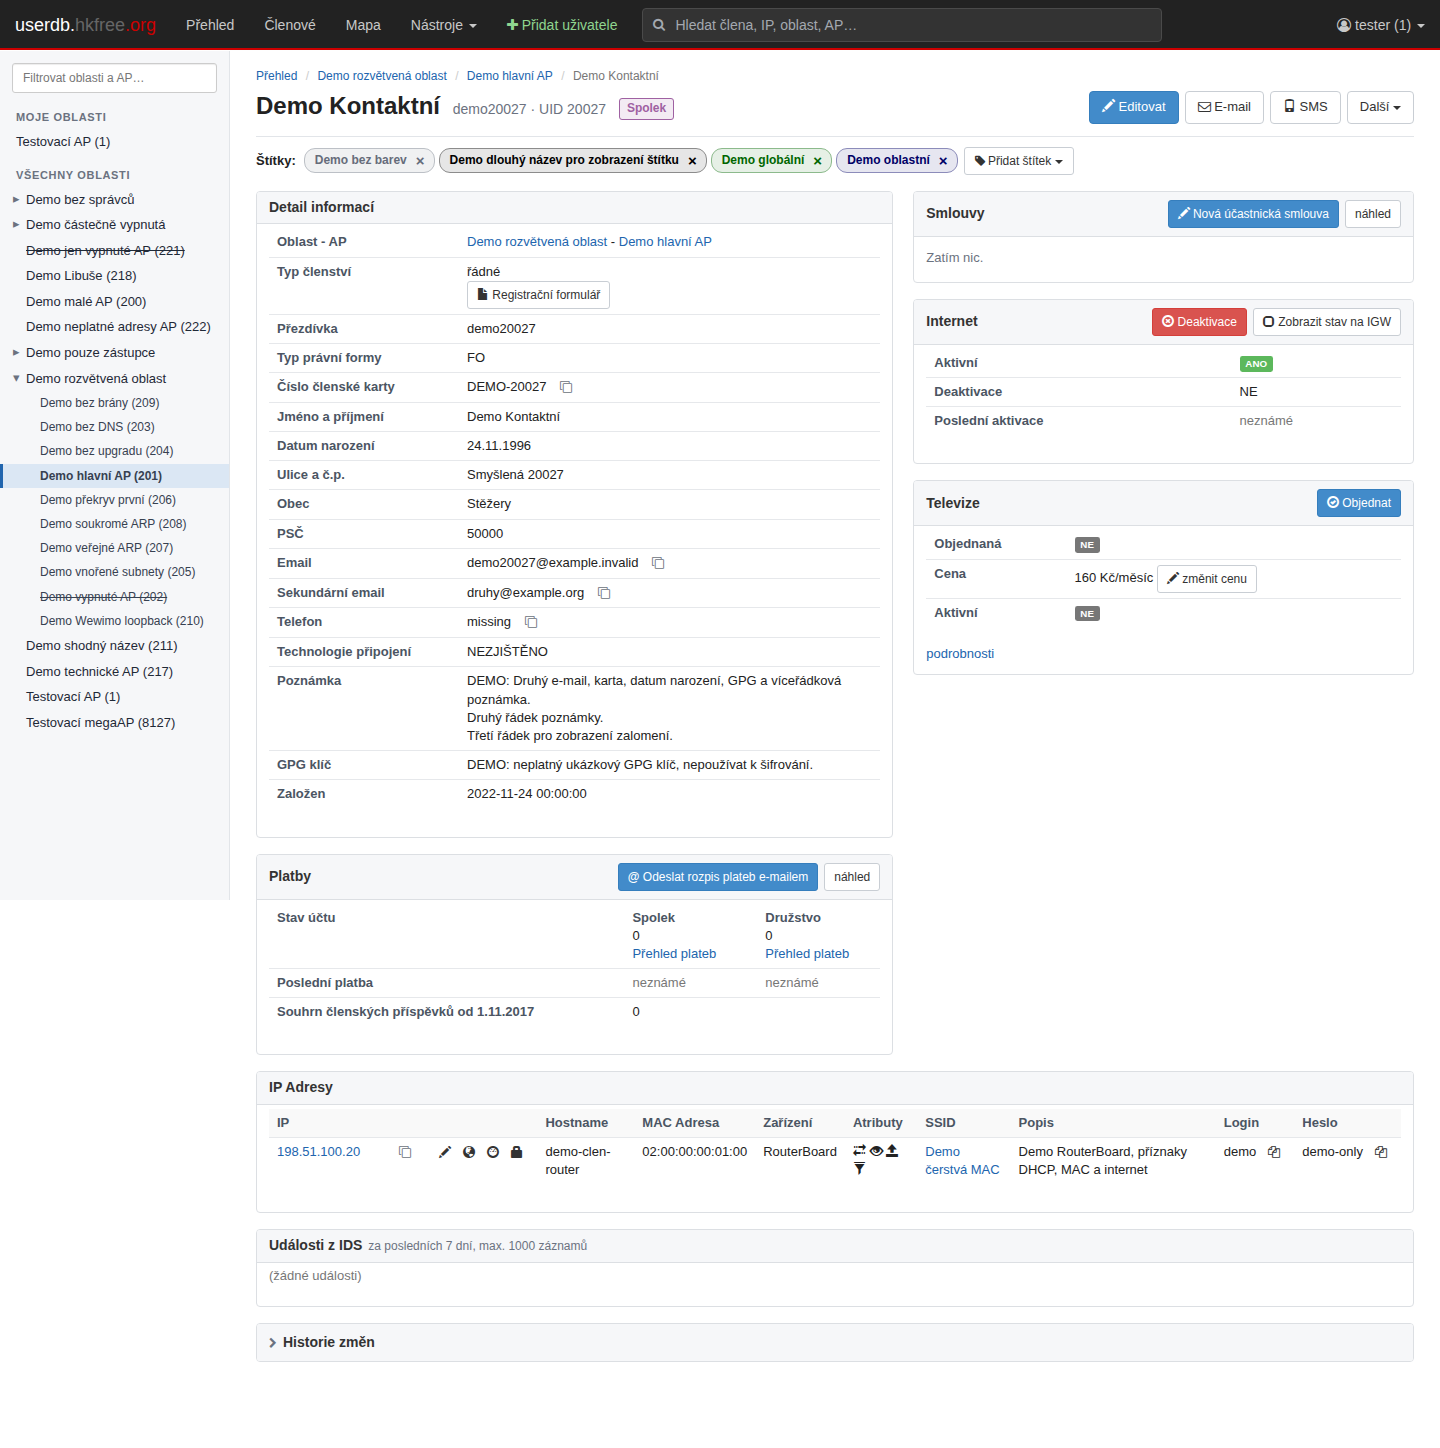 userdb.hkfree.org Přehled Členové Mapa Nástroje Přidat uživatele Hledat člena, IP, oblast, AP… tester (1)
Filtrovat oblasti a AP…
MOJE OBLASTI
Testovací AP (1)
VŠECHNY OBLASTI
Demo bez správců
Demo částečně vypnutá
Demo jen vypnuté AP (221)
Demo Libuše (218)
Demo malé AP (200)
Demo neplatné adresy AP (222)
Demo pouze zástupce
Demo rozvětvená oblast
Demo bez brány (209)
Demo bez DNS (203)
Demo bez upgradu (204)
Demo hlavní AP (201)
Demo překryv první (206)
Demo soukromé ARP (208)
Demo veřejné ARP (207)
Demo vnořené subnety (205)
Demo vypnuté AP (202)
Demo Wewimo loopback (210)
Demo shodný název (211)
Demo technické AP (217)
Testovací AP (1)
Testovací megaAP (8127)
Přehled / Demo rozvětvená oblast / Demo hlavní AP / Demo Kontaktní
Demo Kontaktní demo20027 · UID 20027 Spolek Editovat E-mail SMS Další
Štítky: Demo bez barev × Demo dlouhý název pro zobrazení štítku × Demo globální × Demo oblastní × Přidat štítek
Detail informací
Oblast - AP Demo rozvětvená oblast - Demo hlavní AP
Typ členství řádné
Registrační formulář
Přezdívka demo20027
Typ právní formy FO
Číslo členské karty DEMO-20027
Jméno a příjmení Demo Kontaktní
Datum narození 24.11.1996
Ulice a č.p. Smyšlená 20027
Obec Stěžery
PSČ 50000
Email demo20027@example.invalid
Sekundární email druhy@example.org
Telefon missing
Technologie připojení NEZJIŠTĚNO
Poznámka DEMO: Druhý e-mail, karta, datum narození, GPG a víceřádková
poznámka.
Druhý řádek poznámky.
Třetí řádek pro zobrazení zalomení.
GPG klíč DEMO: neplatný ukázkový GPG klíč, nepoužívat k šifrování.
Založen 2022-11-24 00:00:00
Smlouvy Nová účastnická smlouva náhled
Zatím nic.
Internet Deaktivace Zobrazit stav na IGW
Aktivní ANO
Deaktivace NE
Poslední aktivace neznámé
Televize Objednat
Objednaná NE
Cena 160 Kč/měsíc změnit cenu
Aktivní NE
podrobnosti
Platby @ Odeslat rozpis plateb e-mailem náhled
Stav účtu Spolek Družstvo
0 0
Přehled plateb Přehled plateb
Poslední platba neznámé neznámé
Souhrn členských příspěvků od 1.11.2017 0
IP Adresy
IP Hostname MAC Adresa Zařízení Atributy SSID Popis Login Heslo
198.51.100.20 demo-clen- 02:00:00:00:01:00 RouterBoard Demo Demo RouterBoard, příznaky demo demo-only
router čerstvá MAC DHCP, MAC a internet
Události z IDS za posledních 7 dní, max. 1000 záznamů
(žádné události)
Historie změn